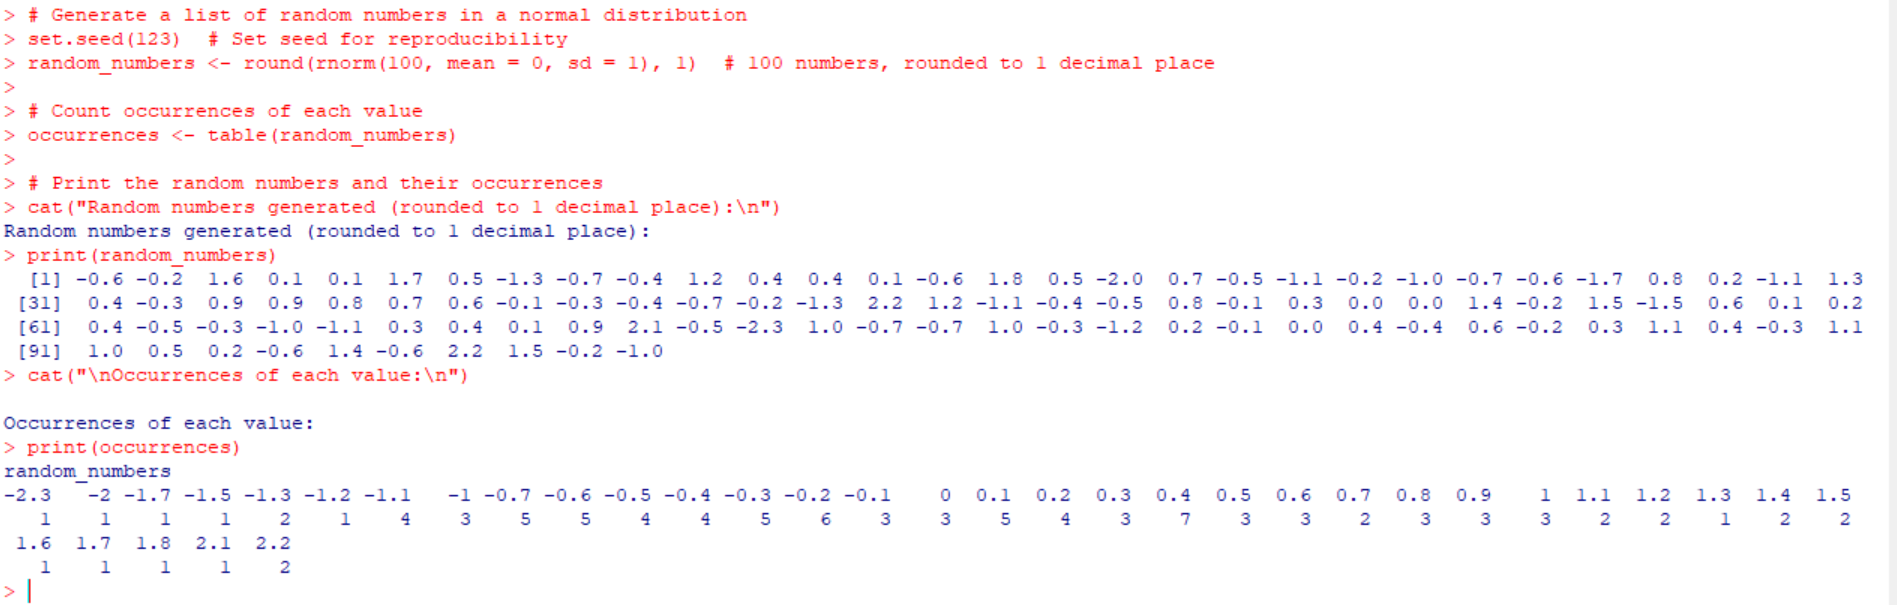 > # Generate a list of random numbers in a normal distribution
> set.seed(123)  # Set seed for reproducibility
> random_numbers <- round(rnorm(100, mean = 0, sd = 1), 1)  # 100 numbers, rounded to 1 decimal place
>
> # Count occurrences of each value
> occurrences <- table(random_numbers)
>
> # Print the random numbers and their occurrences
> cat("Random numbers generated (rounded to 1 decimal place):\n")
Random numbers generated (rounded to 1 decimal place):
> print(random_numbers)
  [1] -0.6 -0.2  1.6  0.1  0.1  1.7  0.5 -1.3 -0.7 -0.4  1.2  0.4  0.4  0.1 -0.6  1.8  0.5 -2.0  0.7 -0.5 -1.1 -0.2 -1.0 -0.7 -0.6 -1.7  0.8  0.2 -1.1  1.3
 [31]  0.4 -0.3  0.9  0.9  0.8  0.7  0.6 -0.1 -0.3 -0.4 -0.7 -0.2 -1.3  2.2  1.2 -1.1 -0.4 -0.5  0.8 -0.1  0.3  0.0  0.0  1.4 -0.2  1.5 -1.5  0.6  0.1  0.2
 [61]  0.4 -0.5 -0.3 -1.0 -1.1  0.3  0.4  0.1  0.9  2.1 -0.5 -2.3  1.0 -0.7 -0.7  1.0 -0.3 -1.2  0.2 -0.1  0.0  0.4 -0.4  0.6 -0.2  0.3  1.1  0.4 -0.3  1.1
 [91]  1.0  0.5  0.2 -0.6  1.4 -0.6  2.2  1.5 -0.2 -1.0
> cat("\nOccurrences of each value:\n")

Occurrences of each value:
> print(occurrences)
random_numbers
-2.3   -2 -1.7 -1.5 -1.3 -1.2 -1.1   -1 -0.7 -0.6 -0.5 -0.4 -0.3 -0.2 -0.1    0  0.1  0.2  0.3  0.4  0.5  0.6  0.7  0.8  0.9    1  1.1  1.2  1.3  1.4  1.5
   1    1    1    1    2    1    4    3    5    5    4    4    5    6    3    3    5    4    3    7    3    3    2    3    3    3    2    2    1    2    2
 1.6  1.7  1.8  2.1  2.2
   1    1    1    1    2
>